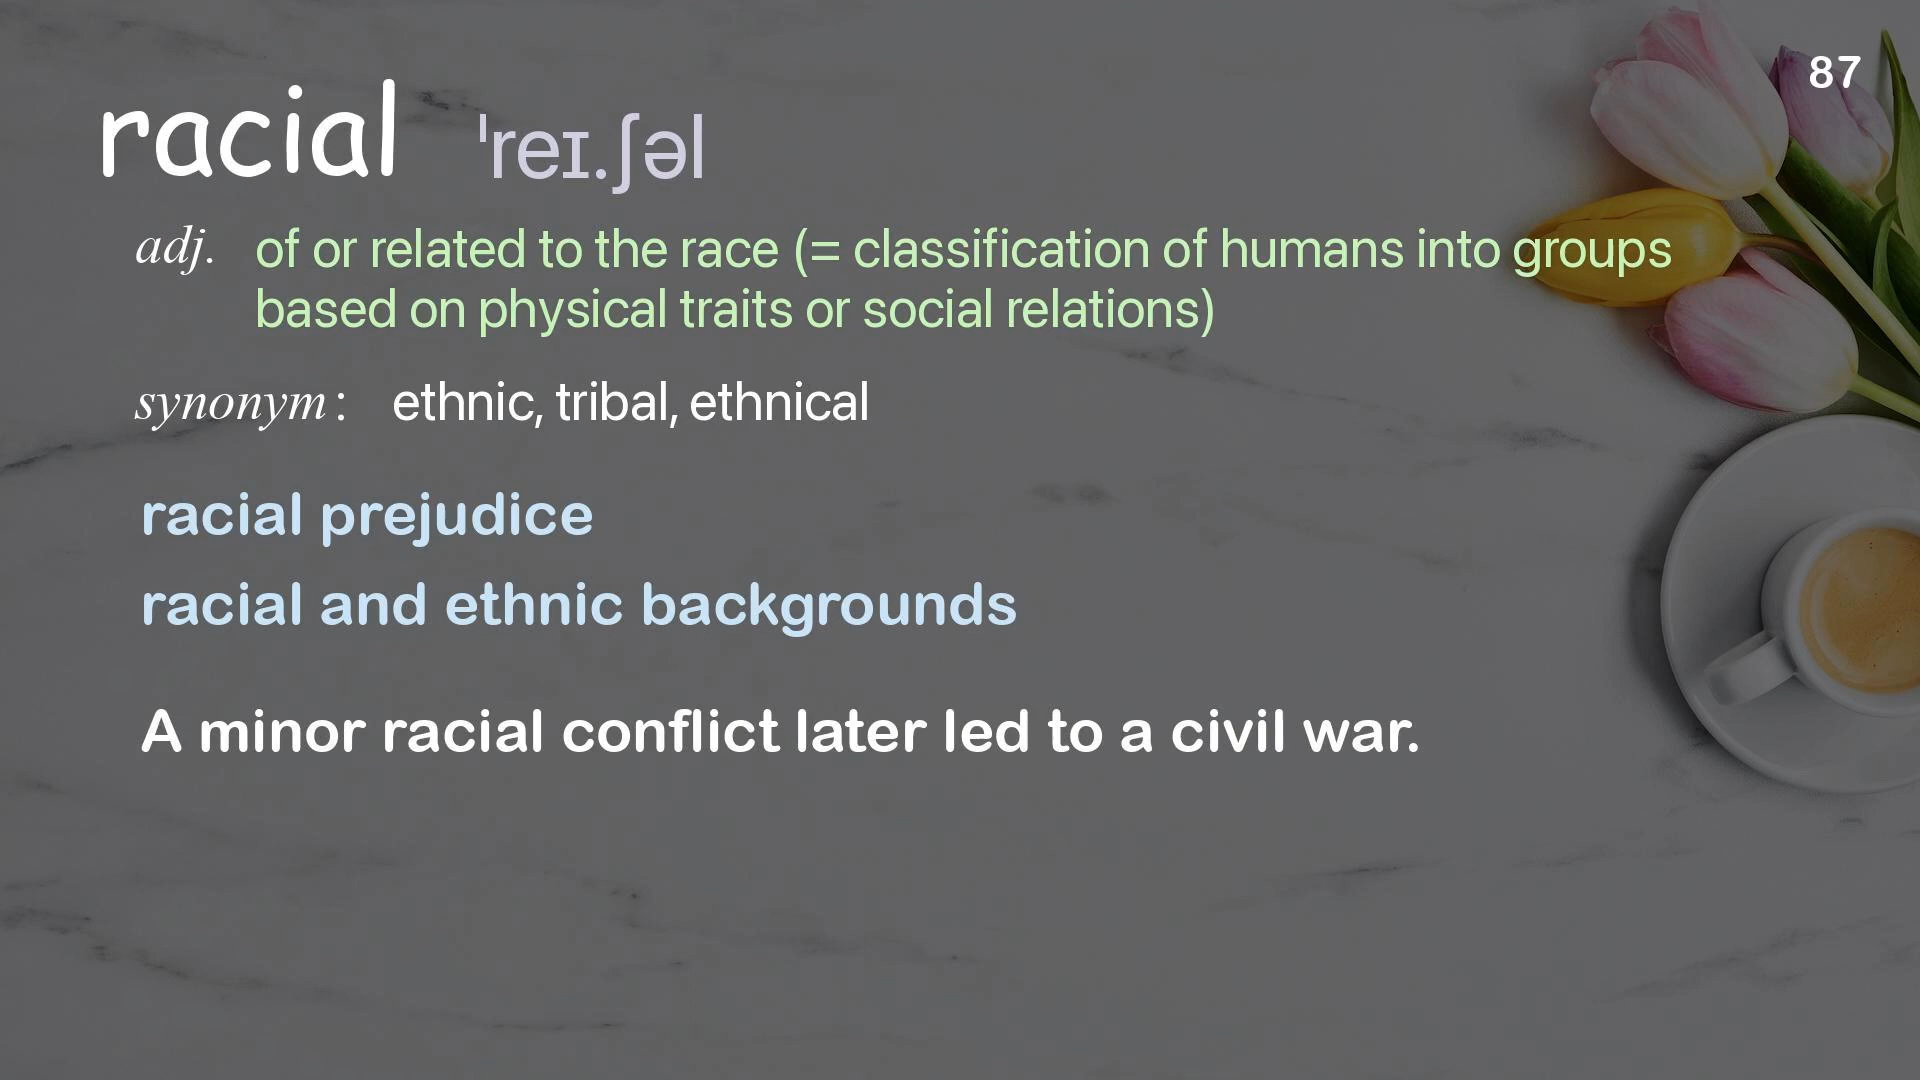 87
racial ˈreɪ.ʃəl
adj. of or related to the race (= classification of humans into groups
based on physical traits or social relations)
synonym: ethnic, tribal, ethnical
racial prejudice
racial and ethnic backgrounds
A minor racial conflict later led to a civil war.